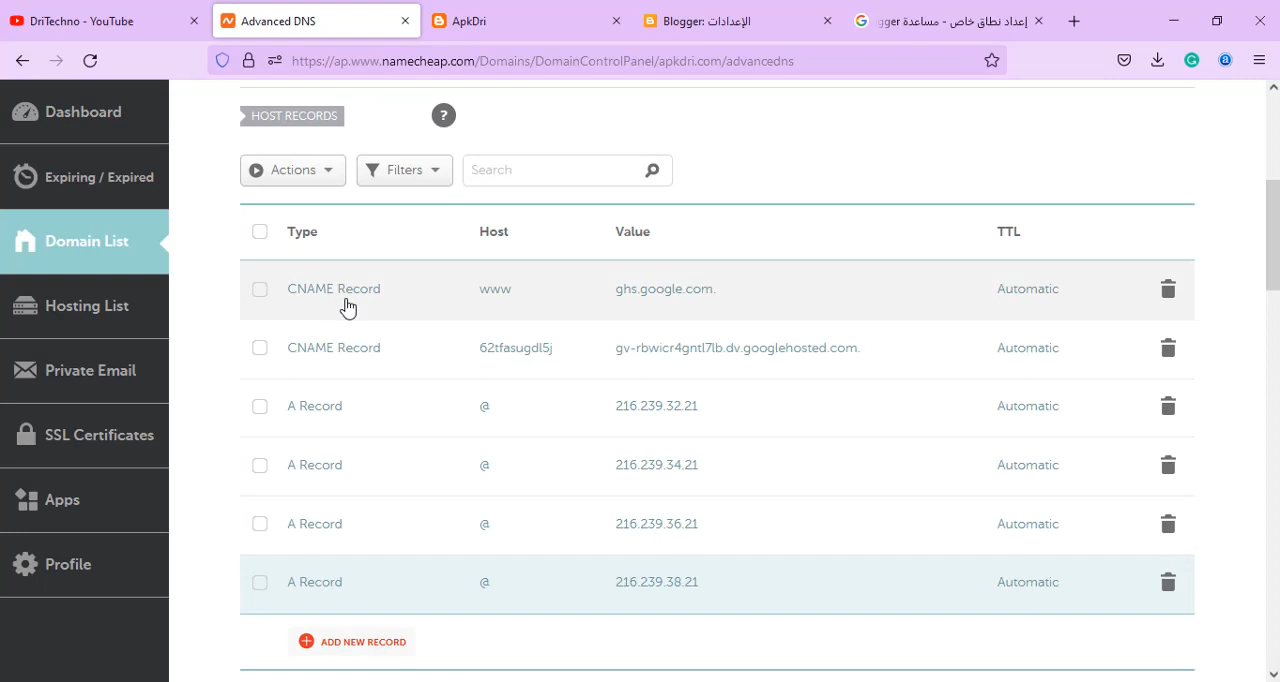 DriTechno - YouTube
Advanced DNS
ApkDri
Blogger: الإعدادات
إعداد نطاق خاص - مساعدة gger
https://ap.www.namecheap.com/Domains/DomainControlPanel/apkdri.com/advancedns
Dashboard
Expiring / Expired
Domain List
Hosting List
Private Email
SSL Certificates
Apps
Profile
HOST RECORDS
?
Actions
Filters
Search
Type Host Value TTL
CNAME Record www ghs.google.com. Automatic
CNAME Record 62tfasugdl5j gv-rbwicr4gntl7lb.dv.googlehosted.com. Automatic
A Record @ 216.239.32.21 Automatic
A Record @ 216.239.34.21 Automatic
A Record @ 216.239.36.21 Automatic
A Record @ 216.239.38.21 Automatic
ADD NEW RECORD